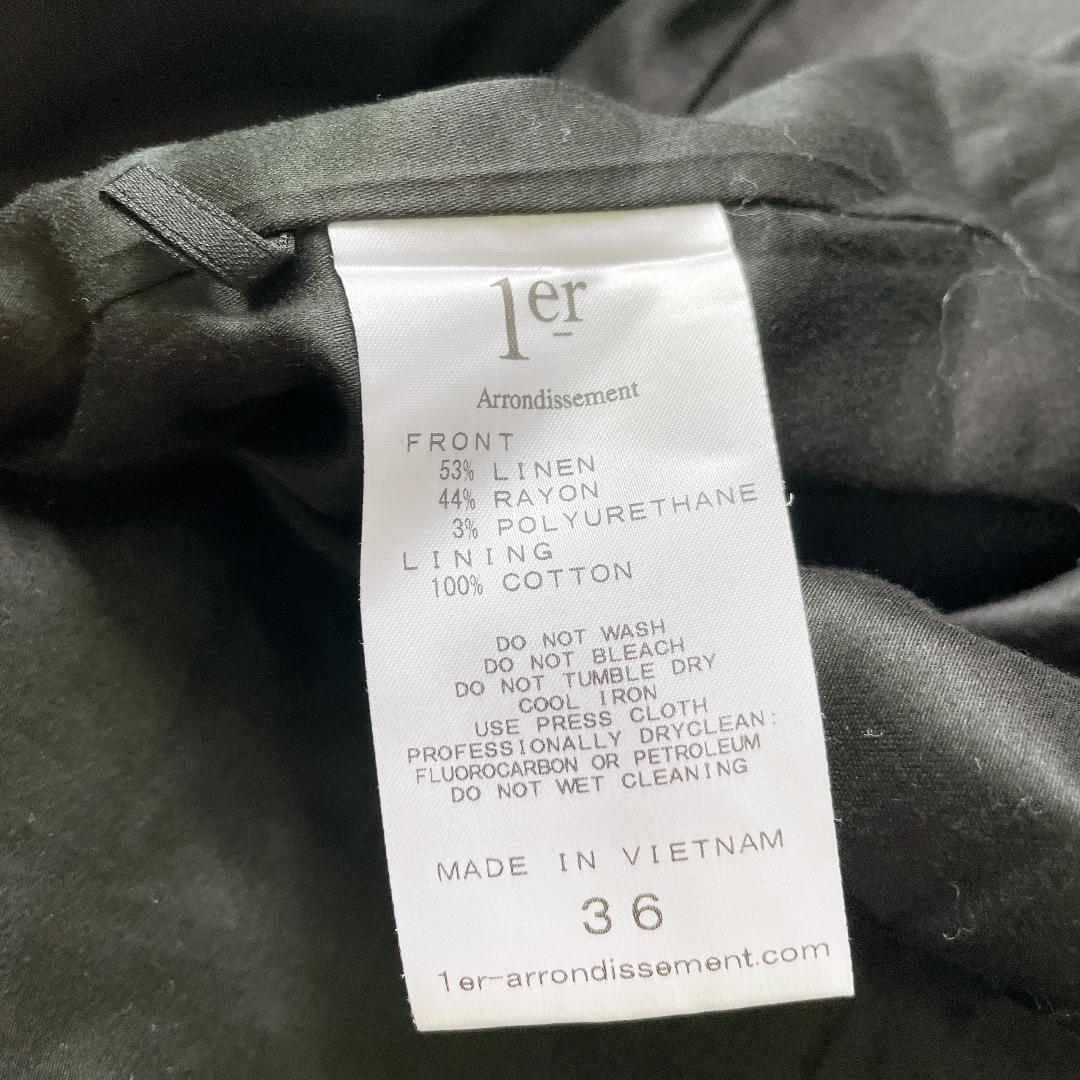 1er
Arrondissement
FRONT
53% LINEN
44% RAYON
3% POLYURETHANE
LINING
100% COTTON
DO NOT WASH
DO NOT BLEACH
DO NOT TUMBLE DRY
COOL IRON
USE PRESS CLOTH
PROFESSIONALLY DRYCLEAN:
FLUOROCARBON OR PETROLEUM
DO NOT WET CLEANING
MADE IN VIETNAM
36
1er-arrondissement.com